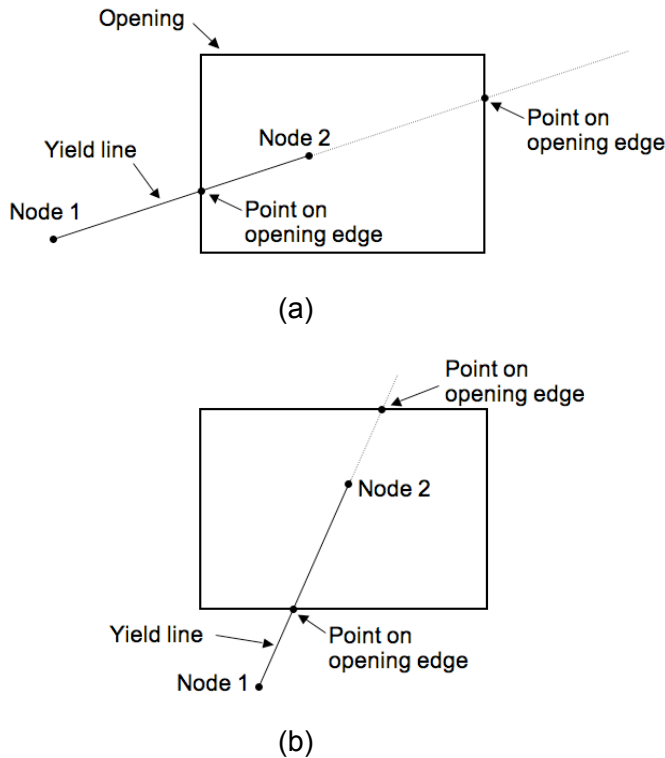 Opening
Point on
opening edge
Node 2
Yield line
Node 1
Point on
opening edge
(a)
Point on
opening edge
Node 2
Yield line
Point on
opening edge
Node 1
(b)